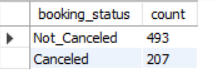 booking_status count
Not_Canceled 493
Canceled 207